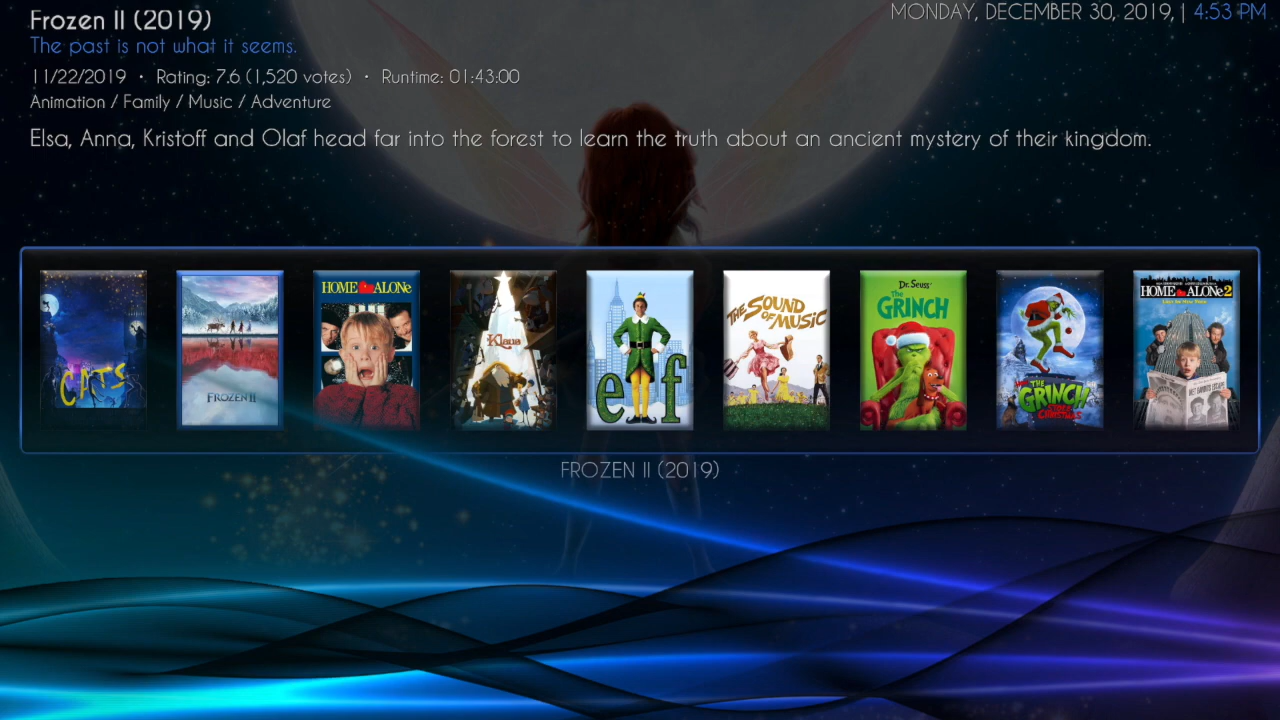 Frozen II (2019)
MONDAY, DECEMBER 30, 2019, | 4:53 PM
The past is not what it seems.
11/22/2019 · Rating: 7.6 (1,520 votes) · Runtime: 01:43:00
Animation / Family / Music / Adventure
Elsa, Anna, Kristoff and Olaf head far into the forest to learn the truth about an ancient mystery of their kingdom.
CATS
FROZEN II
HOME ALONe
Klaus
elf
THE SOUND
OF MUSIC
Dr. Seuss'
The
GRINCH
THE
GRINCH
HOME ALONe 2
FROZEN II (2019)